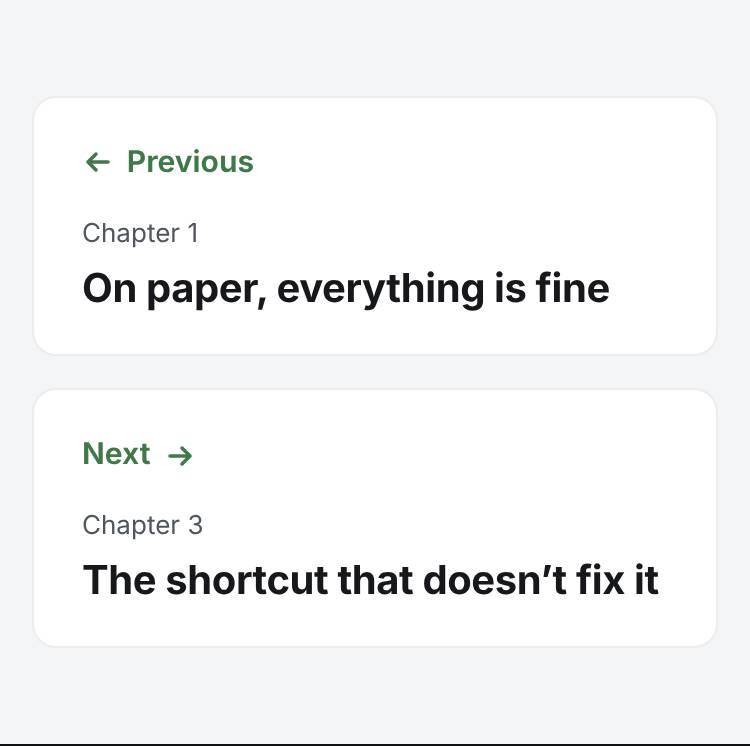 ← Previous
Chapter 1
On paper, everything is fine
Next →
Chapter 3
The shortcut that doesn’t fix it